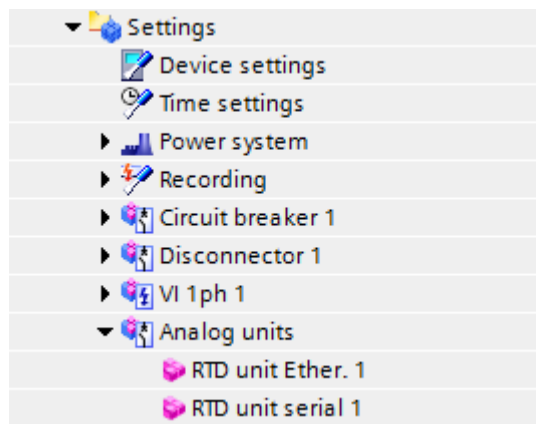 Settings
Device settings
Time settings
Power system
Recording
Circuit breaker 1
Disconnector 1
VI 1ph 1
Analog units
RTD unit Ether. 1
RTD unit serial 1